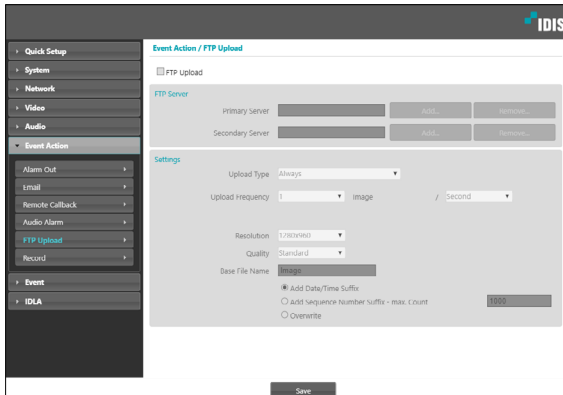 IDIS
Quick Setup
System
Network
Video
Audio
Event Action
Alarm Out
Email
Remote Callback
Audio Alarm
FTP Upload
Record
Event
IDLA
Event Action / FTP Upload
FTP Upload
FTP Server
Primary Server Add... Remove...
Secondary Server Add... Remove...
Settings
Upload Type Always
Upload Frequency 1 Image / Second
Resolution 1280x960
Quality Standard
Base File Name Image
Add Date/Time Suffix
Add Sequence Number Suffix - max. Count 1000
Overwrite
Save